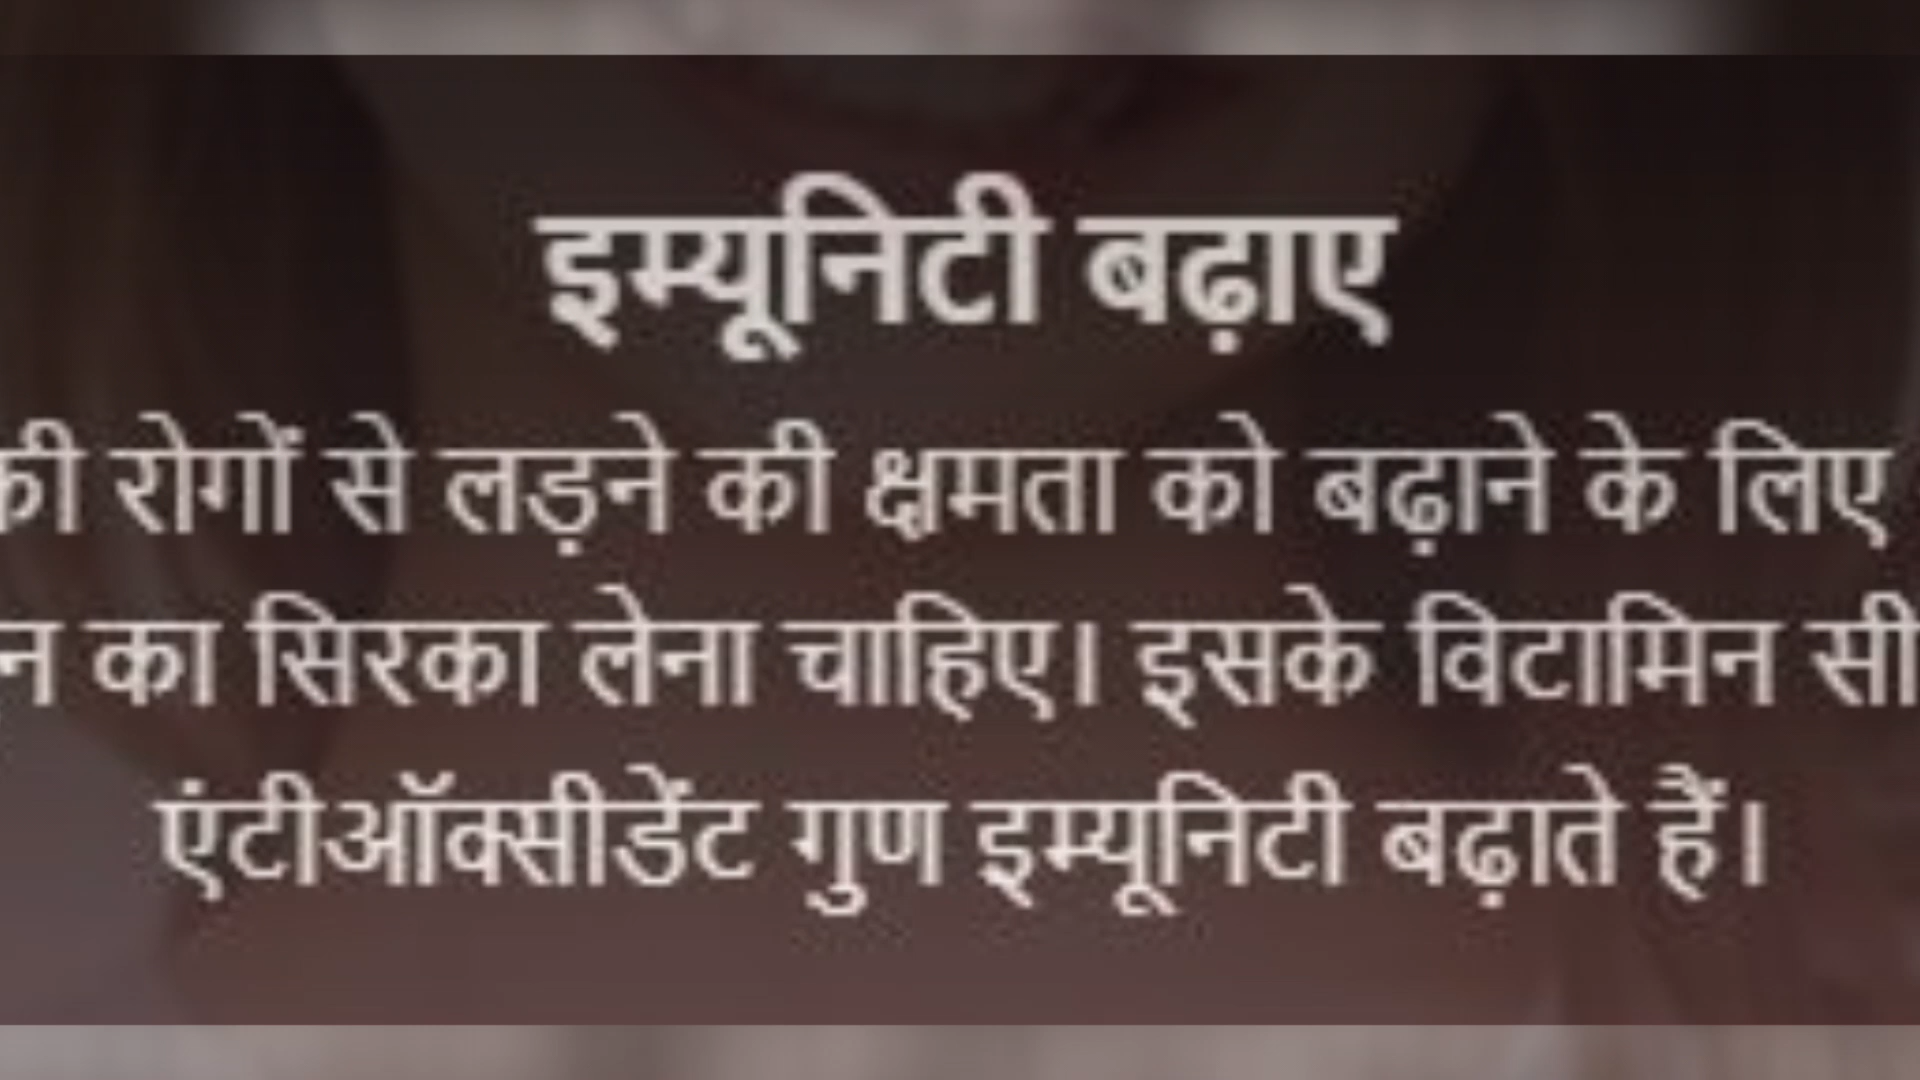 इम्यूनिटी बढ़ाए
की रोगों से लड़ने की क्षमता को बढ़ाने के लिए
का सिरका लेना चाहिए। इसके विटामिन सी
एंटीऑक्सीडेंट गुण इम्यूनिटी बढ़ाते हैं।